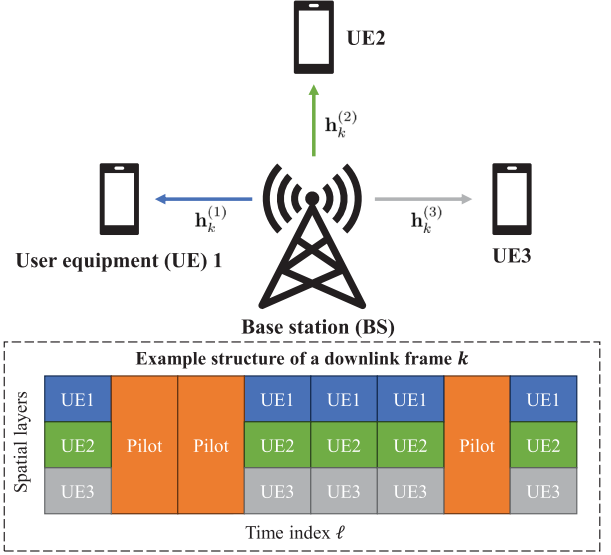 UE2
h_k^{(2)}
h_k^{(1)}
h_k^{(3)}
User equipment (UE) 1
UE3
Base station (BS)
Example structure of a downlink frame k
Spatial layers
UE1 Pilot Pilot UE1 UE1 UE1 Pilot UE1
UE2 UE2 UE2 UE2 UE2
UE3 UE3 UE3 UE3 UE3
Time index ℓ